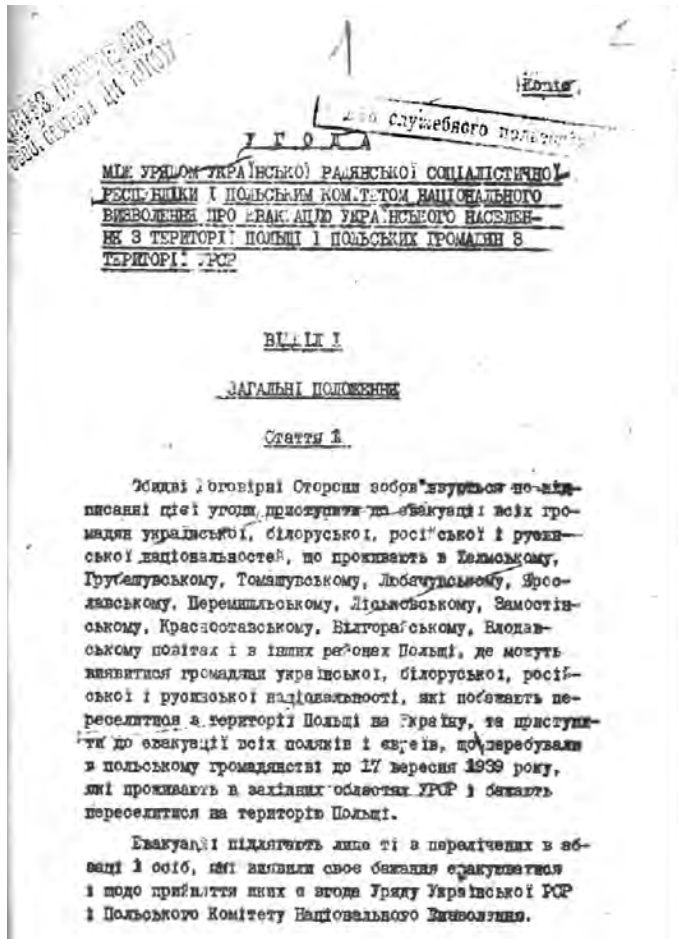 1
Копія
служебного
У Г О Д А
МІЖ УРЯДОМ УКРАЇНСЬКОЇ РАДЯНСЬКОЇ СОЦІАЛІСТИЧНОЇ
РЕСПУБЛІКИ І ПОЛЬСЬКИМ КОМІТЕТОМ НАЦІОНАЛЬНОГО
ВИЗВОЛЕННЯ ПРО ЕВАКУАЦІЮ УКРАЇНСЬКОГО НАСЕЛЕН-
НЯ З ТЕРИТОРІЇ ПОЛЬЩІ І ПОЛЬСЬКИХ ГРОМАДЯН З
ТЕРИТОРІЇ УРСР
ВІДДІЛ І
ЗАГАЛЬНІ ПОЛОЖЕННЯ
Стаття 1
Обидві Договірні Сторони зобов"язуються по під-
писанні цієї угоди приступити до евакуації всіх гро-
мадян української, білоруської, російської і русин-
ської національностей, що проживають в Хелмському,
Грубешувському, Томашувському, Любачувському, Ярос-
лавському, Перемишльському, Ліськовському, Замостін-
ському, Красноставському, Білгорайському, Влодав-
ському повітах і в інших районах Польщі, де можуть
виявитися громадяни української, білоруської, росій-
ської і русинської національності, які побажають пе-
реселитися з території Польщі на Україну, та приступи-
ти до евакуації всіх поляків і євреїв, що перебували
в польському громадянстві до 17 вересня 1939 року,
які проживають в західних областях УРСР і бажають
переселитися на територію Польщі.
Евакуації підлягають лише ті з перелічених в аб-
заці 1 осіб, які виявили своє бажання евакуюватися
і щодо прийняття яких є згода Уряду Української РСР
і Польського Комітету Національного Визволення.